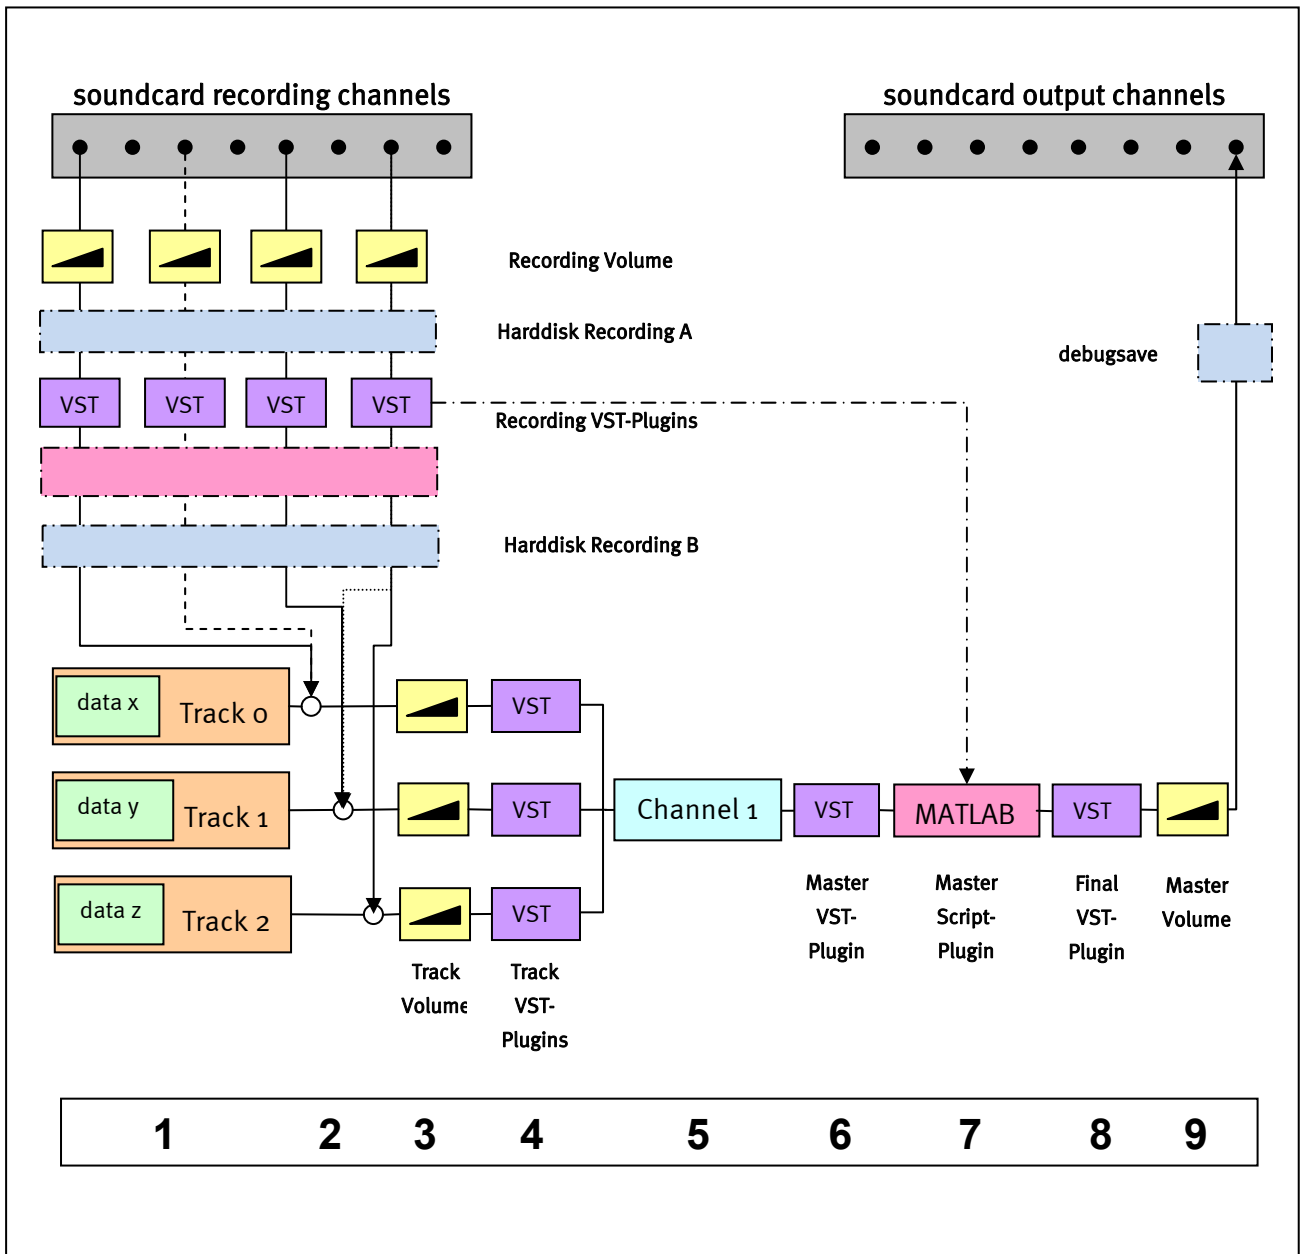 soundcard recording channels
soundcard output channels
Recording Volume
Harddisk Recording A
debugsave
VST VST VST VST
Recording VST-Plugins
Harddisk Recording B
data x Track 0 VST
data y Track 1 VST Channel 1 VST MATLAB VST
data z Track 2 VST
Master
VST-
Plugin
Master
Script-
Plugin
Final
VST-
Plugin
Master
Volume
Track
Volume
Track
VST-
Plugins
1 2 3 4 5 6 7 8 9